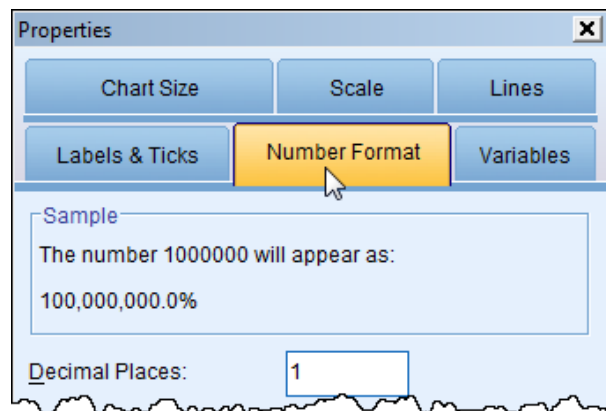 Properties
Chart Size Scale Lines
Labels & Ticks Number Format Variables
Sample
The number 1000000 will appear as:
100,000,000.0%
Decimal Places: 1